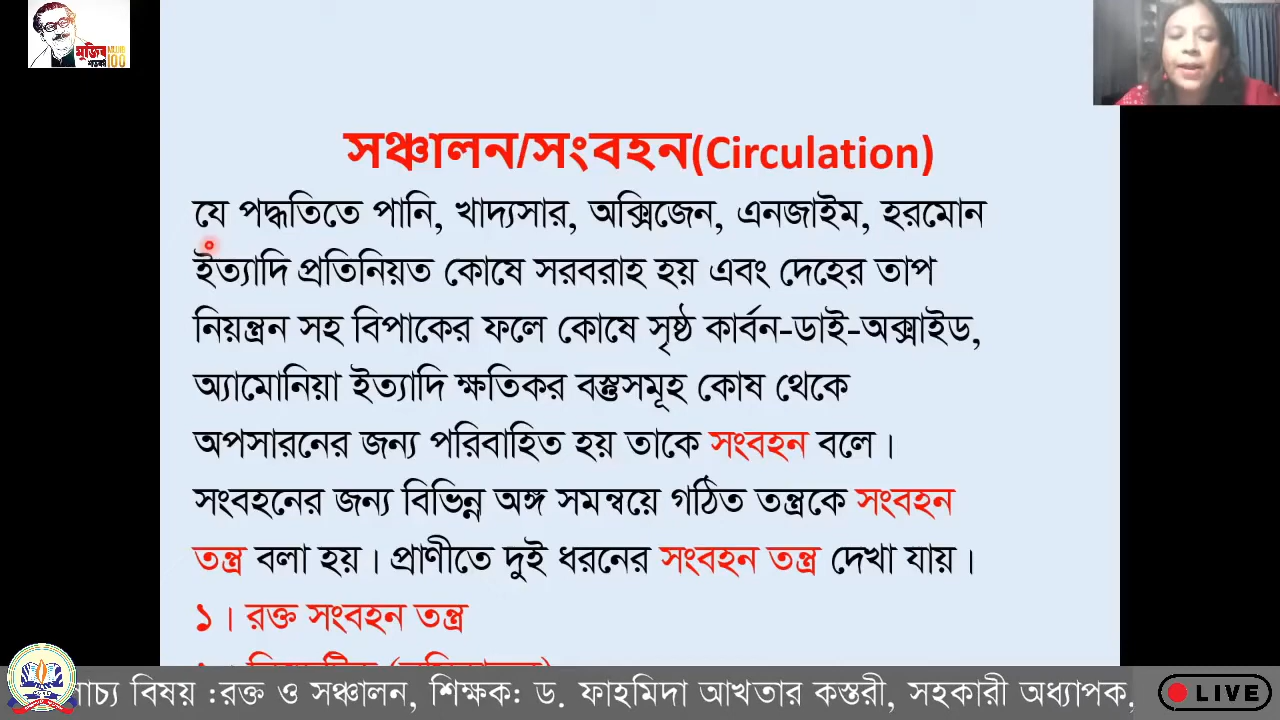 মুজিব
শতবর্ষ
MUJIB
100
সঞ্চালন/সংবহন(Circulation)
যে পদ্ধতিতে পানি, খাদ্যসার, অক্সিজেন, এনজাইম, হরমোন
ইত্যাদি প্রতিনিয়ত কোষে সরবরাহ হয় এবং দেহের তাপ
নিয়ন্ত্রন সহ বিপাকের ফলে কোষে সৃষ্ঠ কার্বন-ডাই-অক্সাইড,
অ্যামোনিয়া ইত্যাদি ক্ষতিকর বস্তুসমূহ কোষ থেকে
অপসারনের জন্য পরিবাহিত হয় তাকে সংবহন বলে।
সংবহনের জন্য বিভিন্ন অঙ্গ সমন্বয়ে গঠিত তন্ত্রকে সংবহন
তন্ত্র বলা হয়। প্রাণীতে দুই ধরনের সংবহন তন্ত্র দেখা যায়।
১। রক্ত সংবহন তন্ত্র
বিষয় :রক্ত ও সঞ্চালন, শিক্ষক: ড. ফাহমিদা আখতার কস্তরী, সহকারী অধ্যাপক,
LIVE